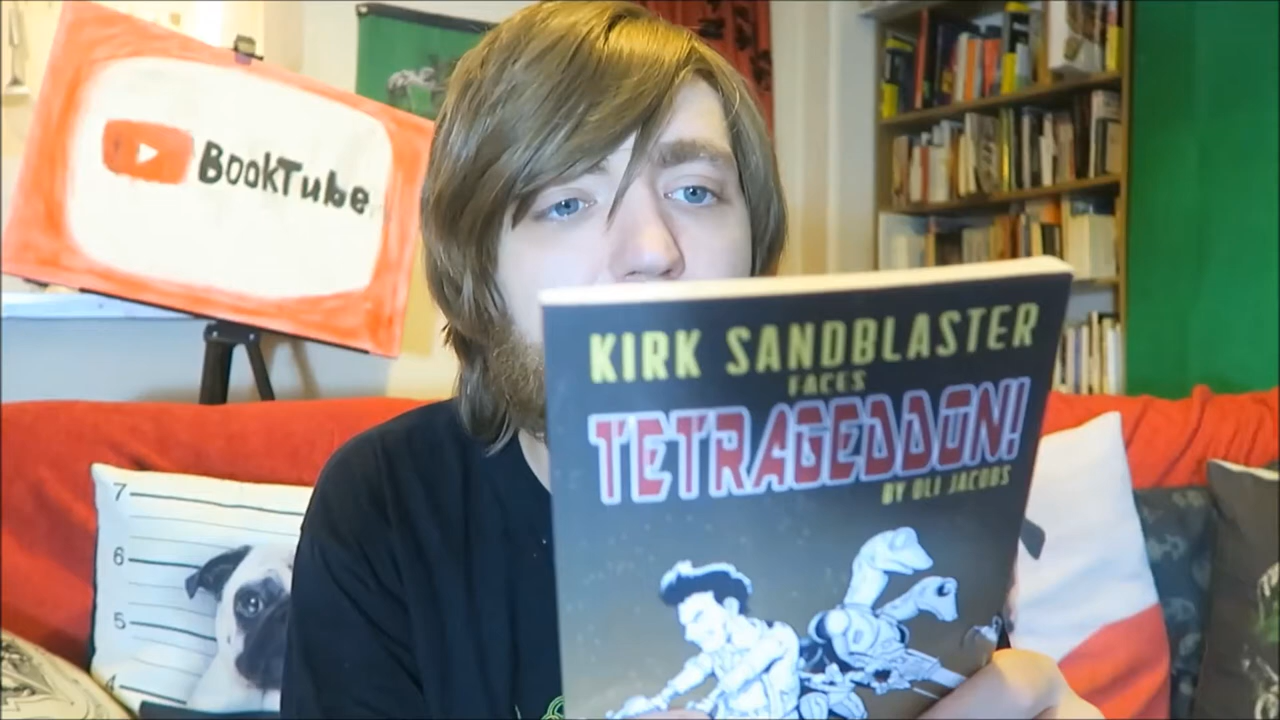 BookTube
KIRK SANDBLASTER
FACES
TETRAGEDDON!
BY OLI JACOBS
7
6
5
4